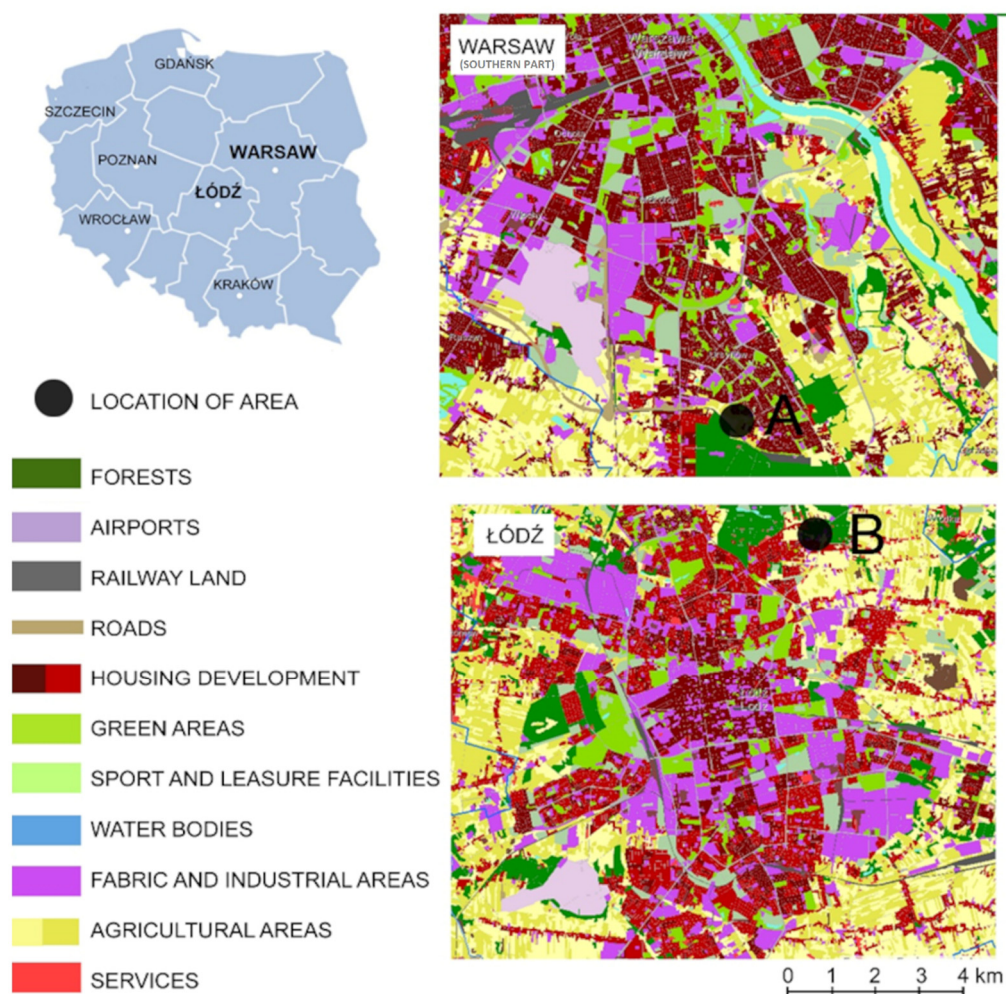 GDAŃSK
SZCZECIN
POZNAN
WARSAW
ŁÓDŹ
WROCŁAW
KRAKÓW
LOCATION OF AREA
FORESTS
AIRPORTS
RAILWAY LAND
ROADS
HOUSING DEVELOPMENT
GREEN AREAS
SPORT AND LEASURE FACILITIES
WATER BODIES
FABRIC AND INDUSTRIAL AREAS
AGRICULTURAL AREAS
SERVICES
WARSAW
(SOUTHERN PART)
Warszawa
Warsaw
A
ŁÓDŹ
B
0 1 2 3 4 km